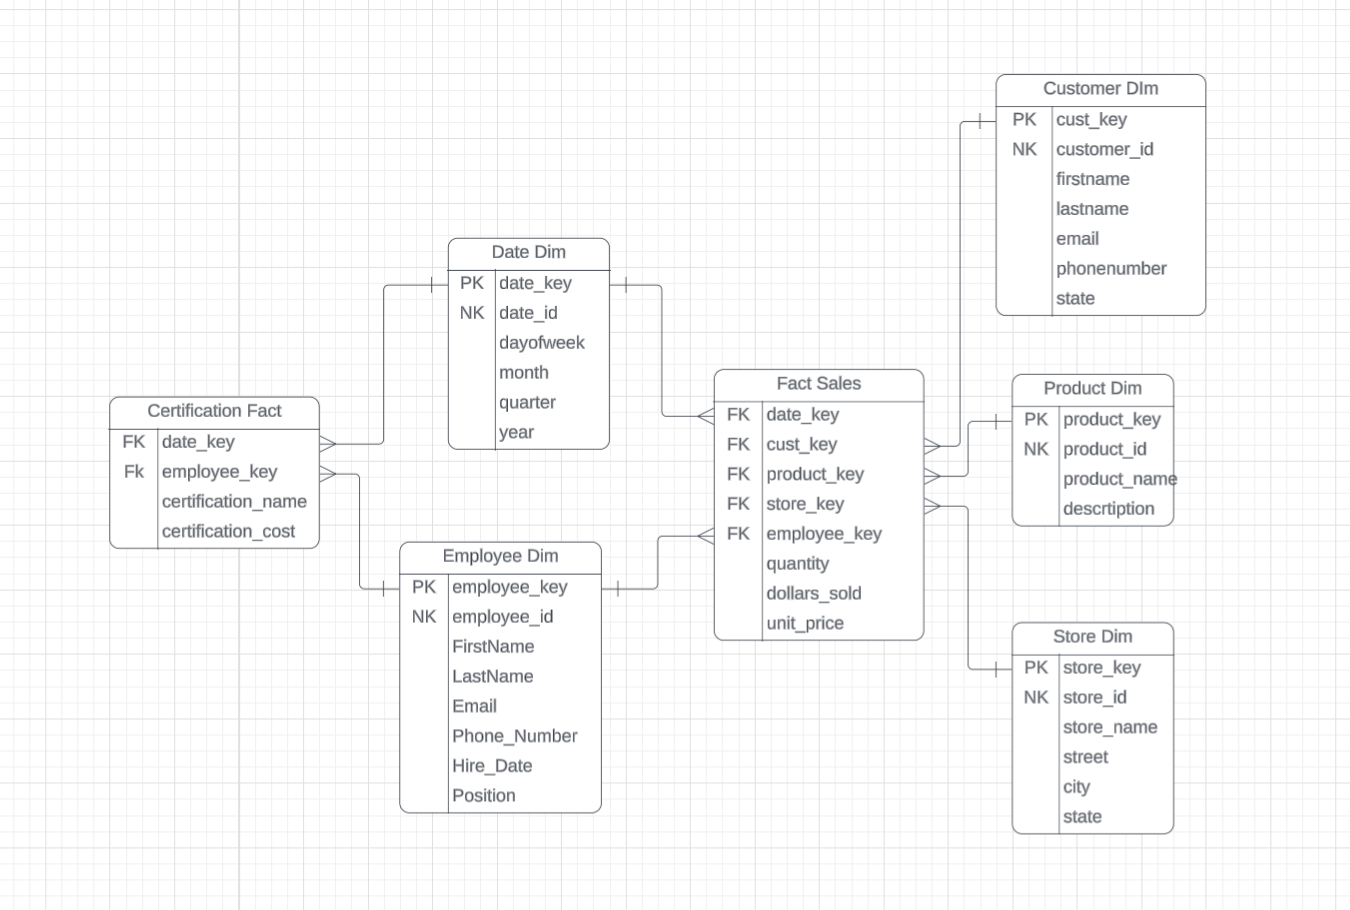 Customer DIm
PK cust_key
NK customer_id
firstname
lastname
email
phonenumber
state
Date Dim
PK date_key
NK date_id
dayofweek
month
quarter
year
Fact Sales
FK date_key
FK cust_key
FK product_key
FK store_key
FK employee_key
quantity
dollars_sold
unit_price
Product Dim
PK product_key
NK product_id
product_name
descrtiption
Certification Fact
FK date_key
Fk employee_key
certification_name
certification_cost
Employee Dim
PK employee_key
NK employee_id
FirstName
LastName
Email
Phone_Number
Hire_Date
Position
Store Dim
PK store_key
NK store_id
store_name
street
city
state